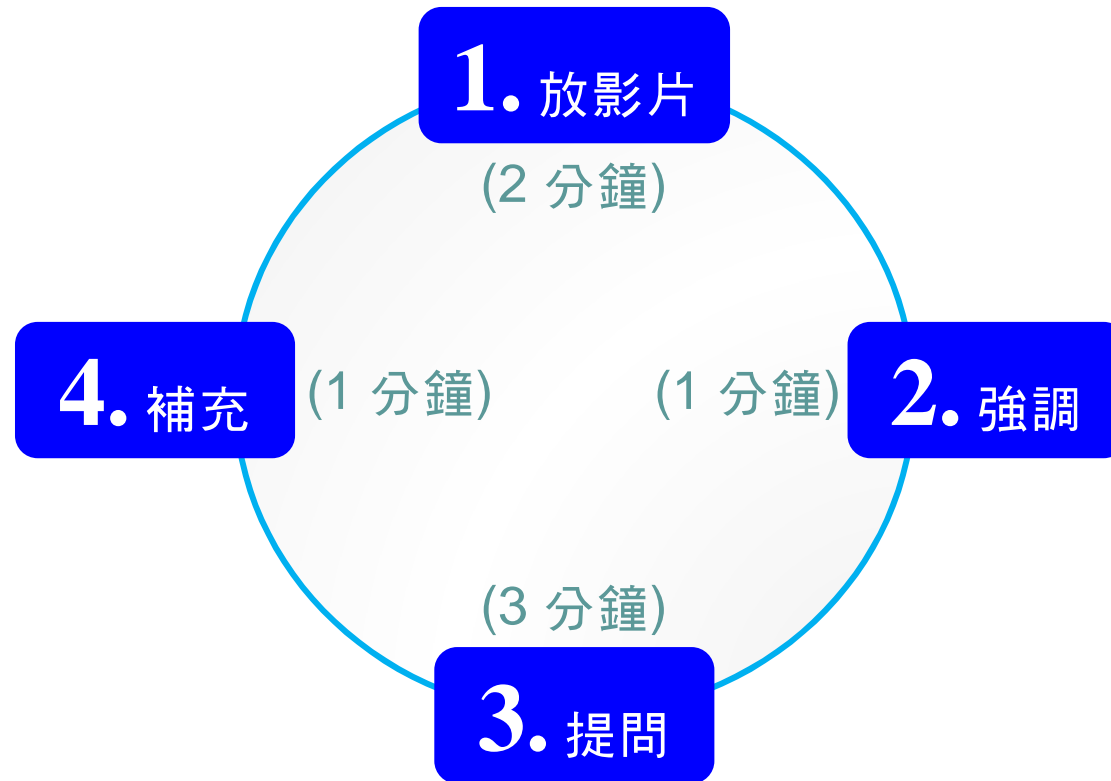 1. 放影片
(2 分鐘)
4. 補充
(1 分鐘)
(1 分鐘)
2. 強調
(3 分鐘)
3. 提問